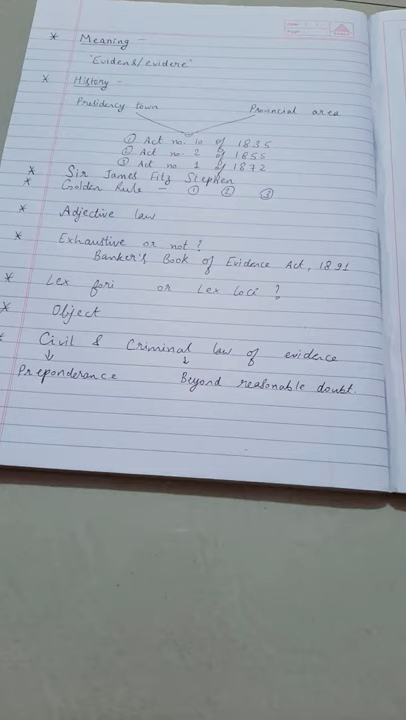 * Meaning -
"Evidens/evidere"
* History -
Presidency town Provincial area
① Act no. 10 of 1835
② Act no. 2 of 1855
③ Act no. 1 of 1872
* Sir James Fitz Stephen
* Golden Rule - ① ② ③
* Adjective law
* Exhaustive or not?
Banker's Book of Evidence Act, 1891
* Lex fori or Lex Loci ?
* Object
* Civil & Criminal law of evidence
↓ ↓
Preponderance Beyond reasonable doubt.